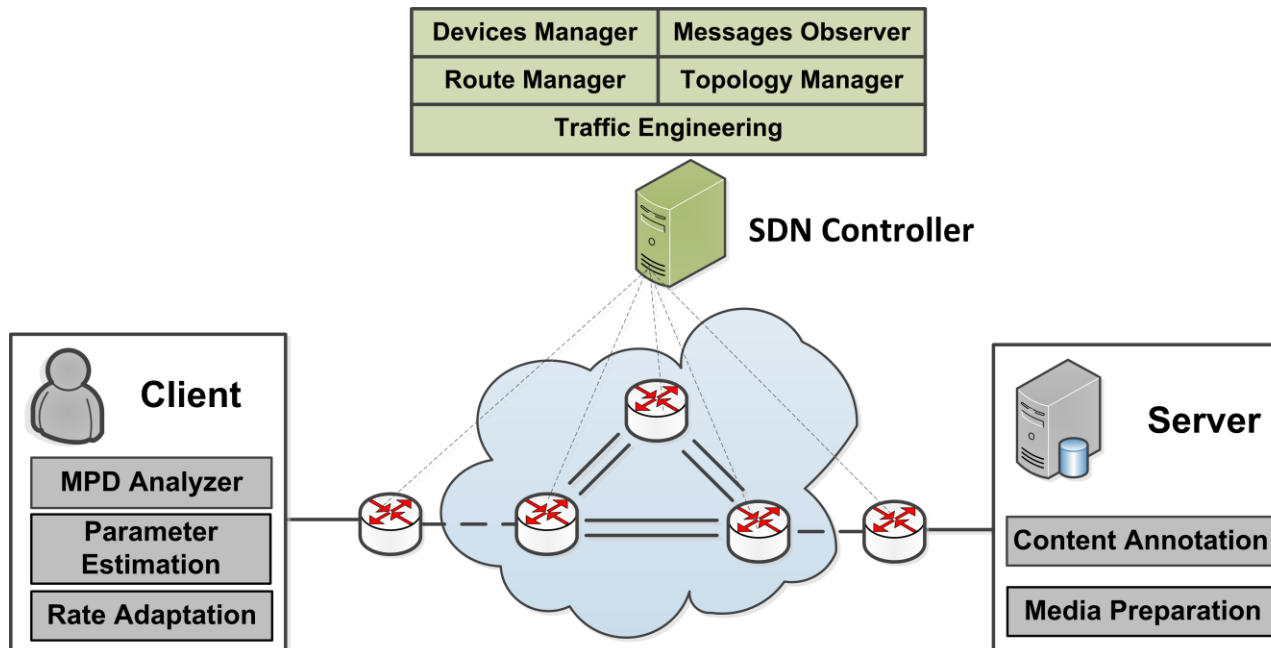 Devices Manager
Messages Observer
Route Manager
Topology Manager
Traffic Engineering
SDN Controller
Client
MPD Analyzer
Parameter
Estimation
Rate Adaptation
Server
Content Annotation
Media Preparation